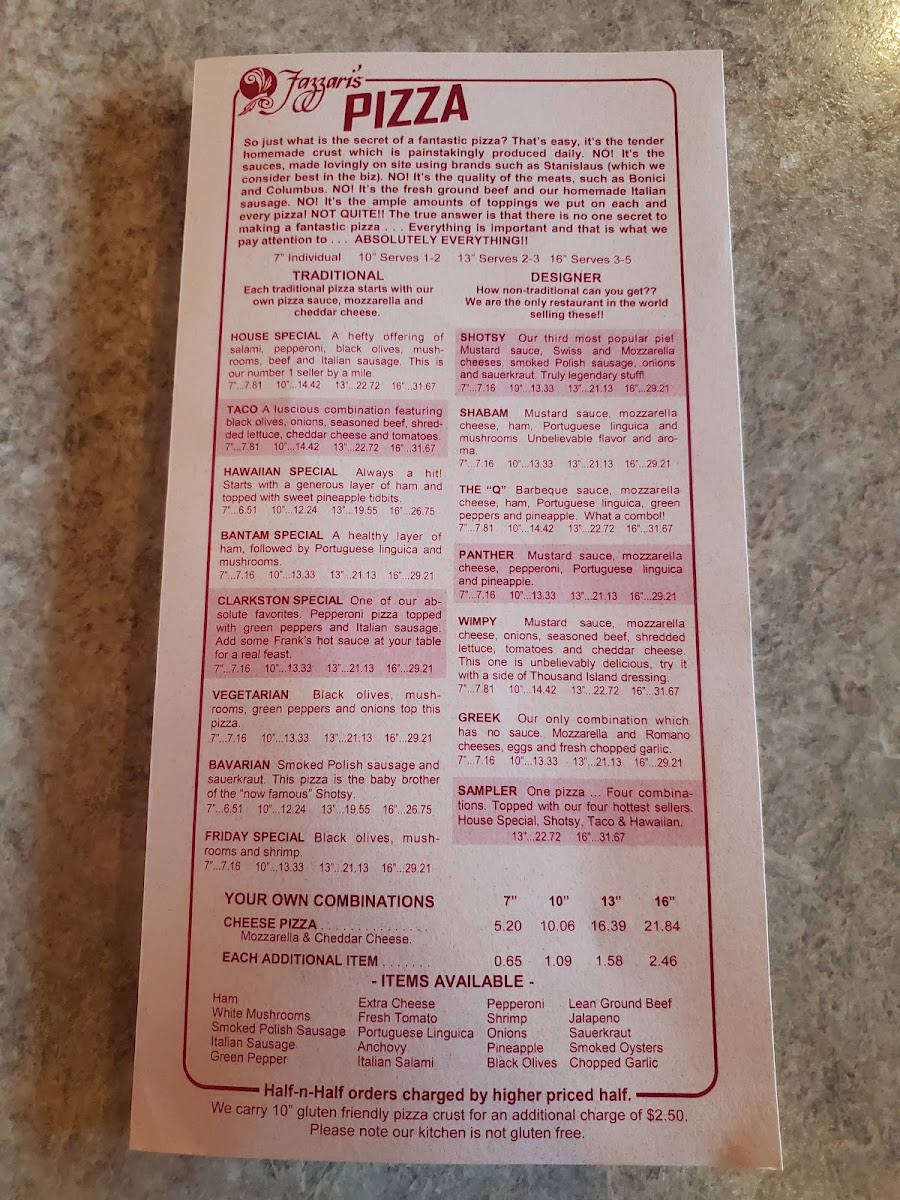 Fazzari's
PIZZA
So just what is the secret of a fantastic pizza? That's easy, it's the tender
homemade crust which is painstakingly produced daily. NO! It's the
sauces, made lovingly on site using brands such as Stanislaus (which we
consider best in the biz). NO! It's the quality of the meats, such as Bonici
and Columbus. NO! It's the fresh ground beef and our homemade Italian
sausage. NO! It's the ample amounts of toppings we put on each and
every pizza! NOT QUITE!! The true answer is that there is no one secret to
making a fantastic pizza . . . Everything is important and that is what we
pay attention to . . . ABSOLUTELY EVERYTHING!!
7" Individual 10" Serves 1-2 13" Serves 2-3 16" Serves 3-5
TRADITIONAL
Each traditional pizza starts with our
own pizza sauce, mozzarella and
cheddar cheese.
HOUSE SPECIAL A hefty offering of
salami, pepperoni, black olives, mush-
rooms, beef and Italian sausage. This is
our number 1 seller by a mile.
7"...7.81 10"...14.42 13"...22.72 16"...31.67
TACO A luscious combination featuring
black olives, onions, seasoned beef, shred-
ded lettuce, cheddar cheese and tomatoes.
7"...7.81 10"...14.42 13"...22.72 16"...31.67
HAWAIIAN SPECIAL Always a hit!
Starts with a generous layer of ham and
topped with sweet pineapple tidbits.
7"...6.51 10"...12.24 13"...19.55 16"...26.75
BANTAM SPECIAL A healthy layer of
ham, followed by Portuguese linguica and
mushrooms.
7"...7.16 10"...13.33 13"...21.13 16"...29.21
CLARKSTON SPECIAL One of our ab-
solute favorites. Pepperoni pizza topped
with green peppers and Italian sausage.
Add some Frank's hot sauce at your table
for a real feast.
7"...7.16 10"...13.33 13"...21.13 16"...29.21
VEGETARIAN Black olives, mush-
rooms, green peppers and onions top this
pizza.
7"...7.16 10"...13.33 13"...21.13 16"...29.21
BAVARIAN Smoked Polish sausage and
sauerkraut. This pizza is the baby brother
of the "now famous" Shotsy.
7"...6.51 10"...12.24 13"...19.55 16"...26.75
FRIDAY SPECIAL Black olives, mush-
rooms and shrimp.
7"...7.16 10"...13.33 13"...21.13 16"...29.21
DESIGNER
How non-traditional can you get??
We are the only restaurant in the world
selling these!!
SHOTSY Our third most popular pie!
Mustard sauce, Swiss and Mozzarella
cheeses, smoked Polish sausage, onions
and sauerkraut. Truly legendary stuff!
7"...7.16 10"...13.33 13"...21.13 16"...29.21
SHABAM Mustard sauce, mozzarella
cheese, ham, Portuguese linguica and
mushrooms. Unbelievable flavor and aro-
ma.
7"...7.16 10"...13.33 13"...21.13 16"...29.21
THE "Q" Barbeque sauce, mozzarella
cheese, ham, Portuguese linguica, green
peppers and pineapple. What a combo!!
7"...7.81 10"...14.42 13"...22.72 16"...31.67
PANTHER Mustard sauce, mozzarella
cheese, pepperoni, Portuguese linguica
and pineapple.
7"...7.16 10"...13.33 13"...21.13 16"...29.21
WIMPY Mustard sauce, mozzarella
cheese, onions, seasoned beef, shredded
lettuce, tomatoes and cheddar cheese.
This one is unbelievably delicious, try it
with a side of Thousand Island dressing.
7"...7.81 10"...14.42 13"...22.72 16"...31.67
GREEK Our only combination which
has no sauce. Mozzarella and Romano
cheeses, eggs and fresh chopped garlic.
7"...7.16 10"...13.33 13"...21.13 16"...29.21
SAMPLER One pizza ... Four combina-
tions. Topped with our four hottest sellers.
House Special, Shotsy, Taco & Hawaiian.
13"...22.72 16"...31.67
YOUR OWN COMBINATIONS 7" 10" 13" 16"
CHEESE PIZZA . . . . . . . . . . . . . . 5.20 10.06 16.39 21.84
Mozzarella & Cheddar Cheese.
EACH ADDITIONAL ITEM . . . . . . . 0.65 1.09 1.58 2.46
- ITEMS AVAILABLE -
Ham Extra Cheese Pepperoni Lean Ground Beef
White Mushrooms Fresh Tomato Shrimp Jalapeno
Smoked Polish Sausage Portuguese Linguica Onions Sauerkraut
Italian Sausage Anchovy Pineapple Smoked Oysters
Green Pepper Italian Salami Black Olives Chopped Garlic
Half-n-Half orders charged by higher priced half.
We carry 10" gluten friendly pizza crust for an additional charge of $2.50.
Please note our kitchen is not gluten free.